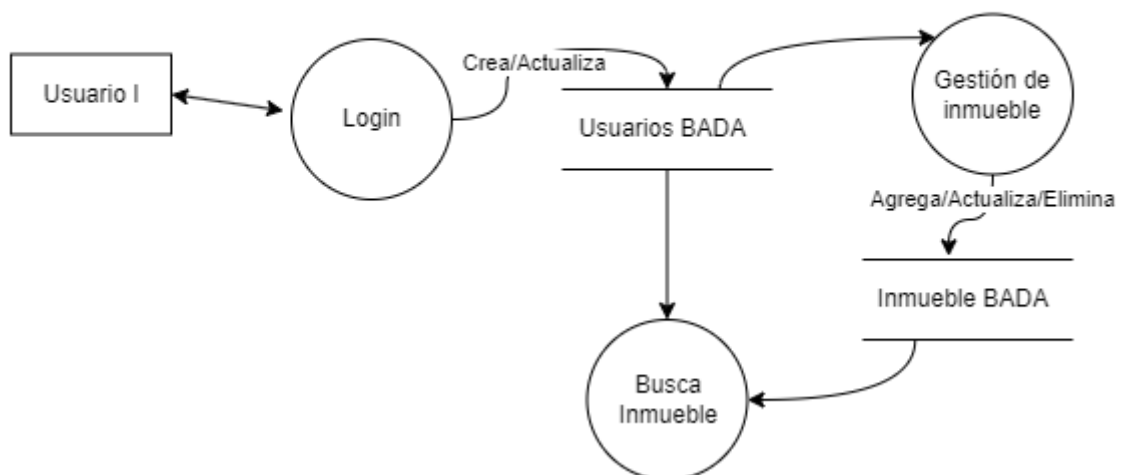 Usuario I
Login
Crea/Actualiza
Usuarios BADA
Gestión de
inmueble
Agrega/Actualiza/Elimina
Inmueble BADA
Busca
Inmueble